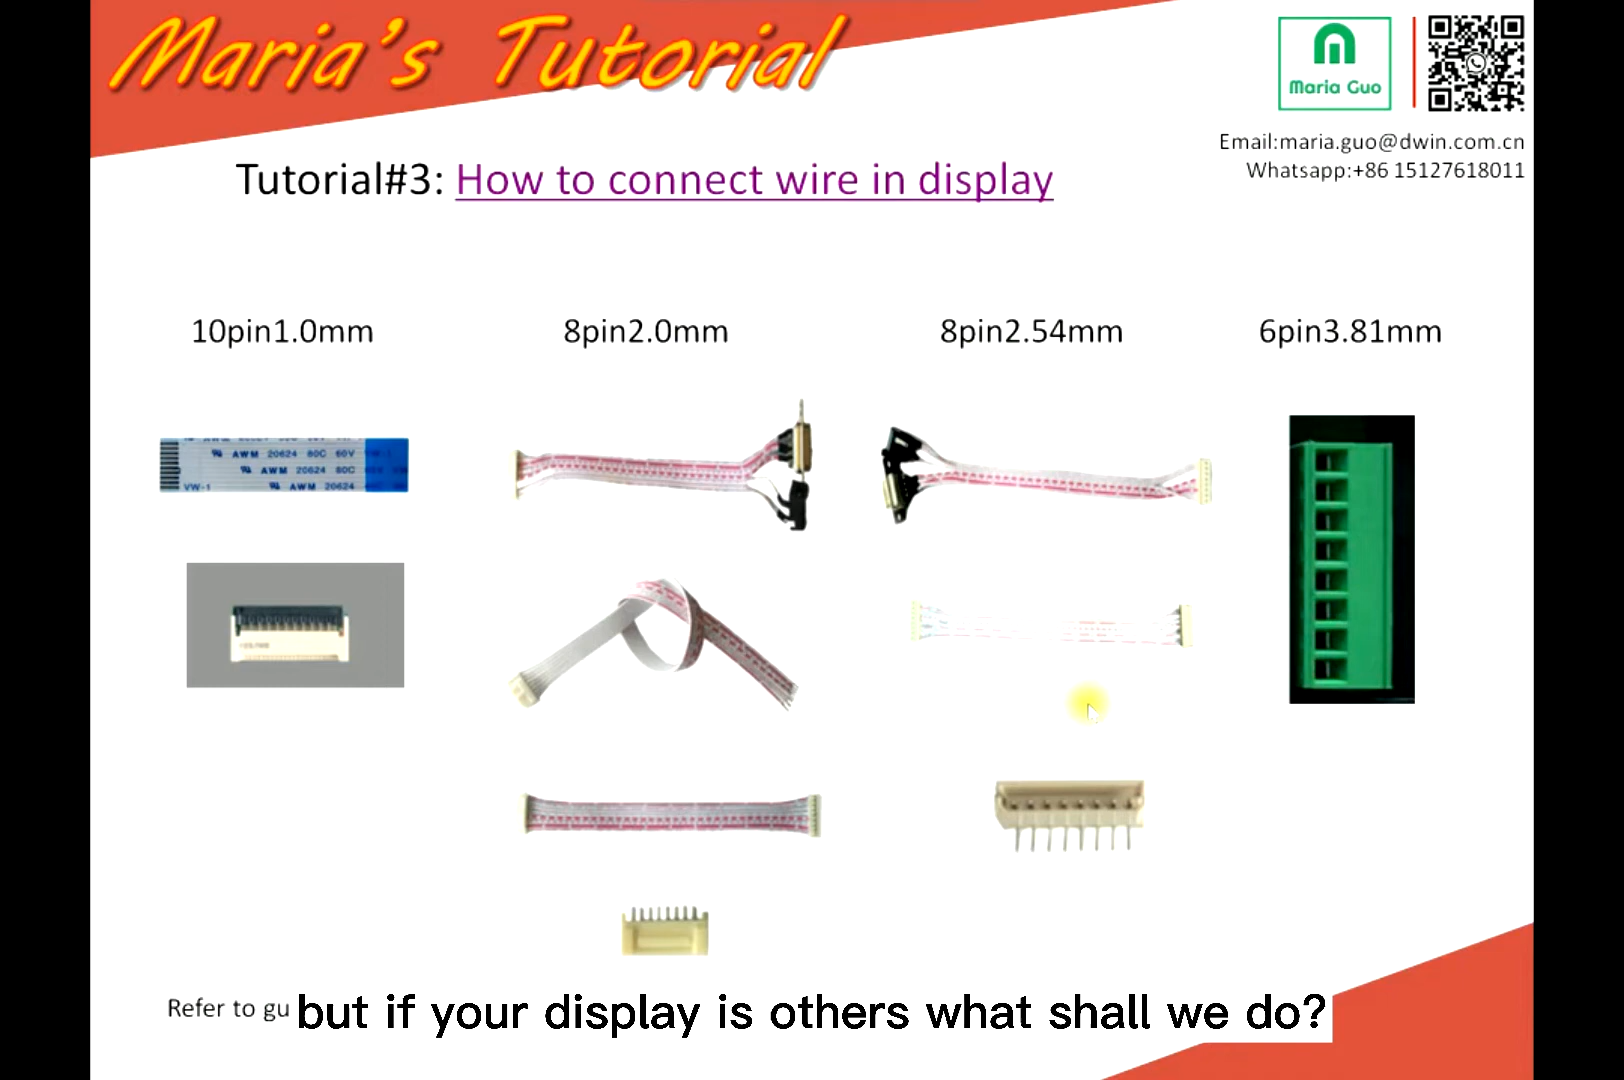 Maria's Tutorial
Maria Guo
Email:maria.guo@dwin.com.cn
Whatsapp:+86 15127618011
Tutorial#3: How to connect wire in display
10pin1.0mm
8pin2.0mm
8pin2.54mm
6pin3.81mm
AWM 20624 80C 60V VW-1
AWM 20624 80C
VW-1 AWM 20624
Refer to gu
but if your display is others what shall we do?